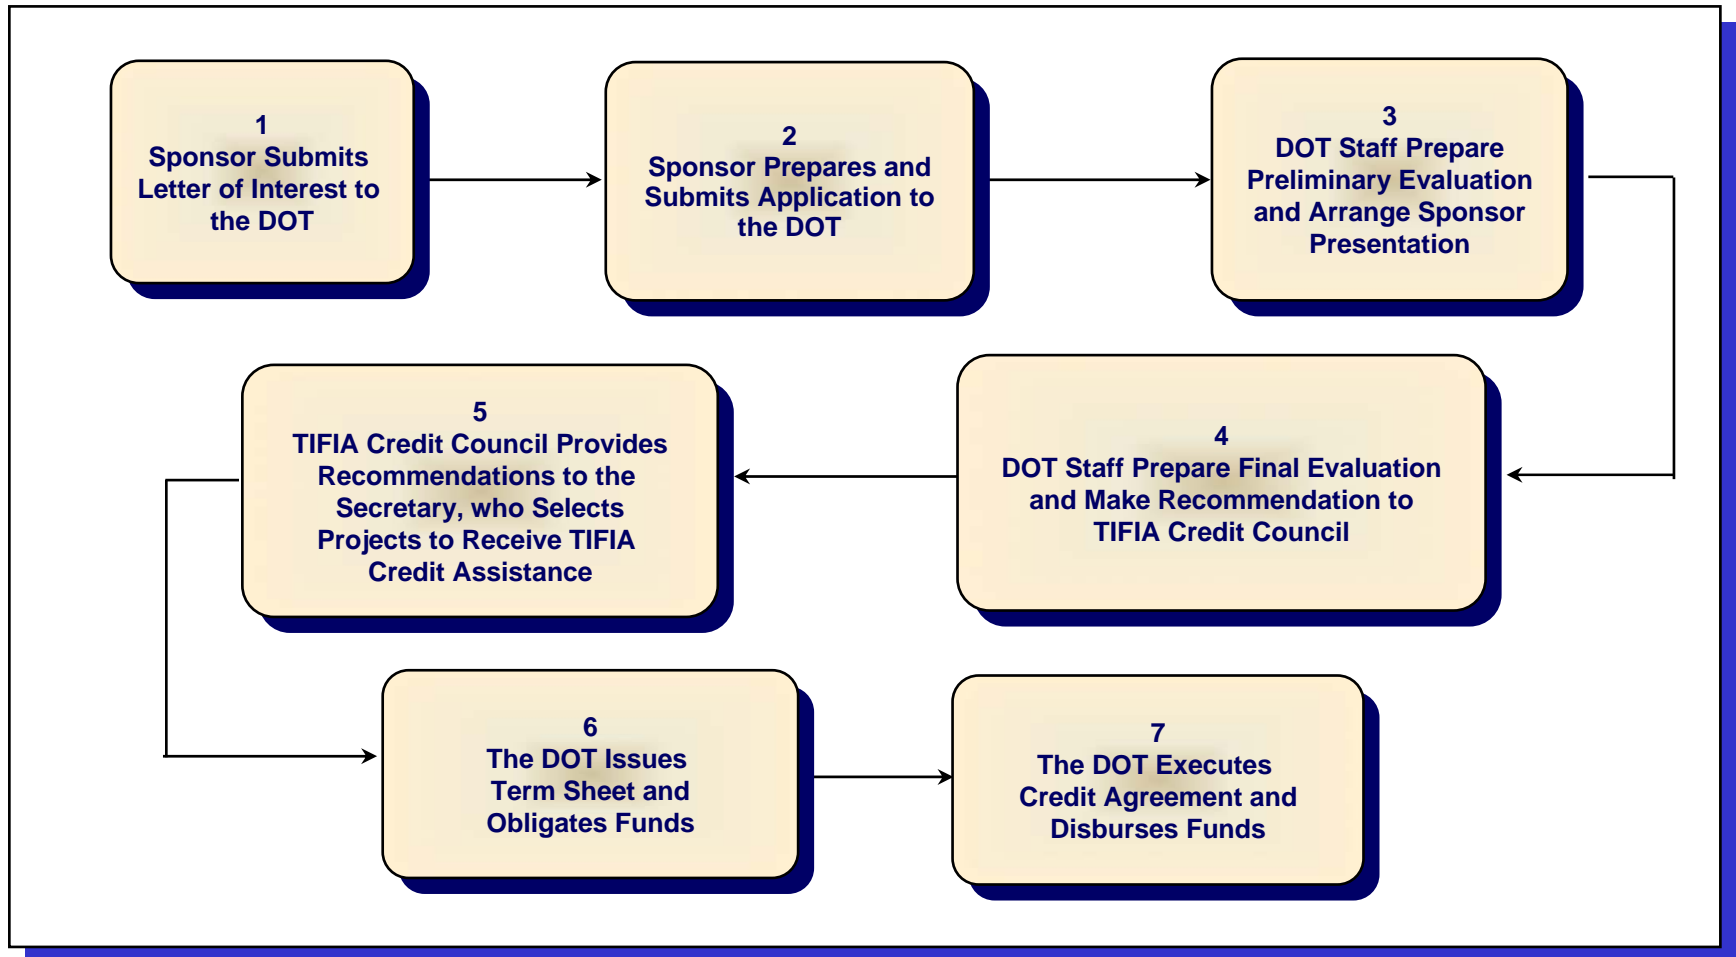 1
Sponsor Submits
Letter of Interest to
the DOT
2
Sponsor Prepares and
Submits Application to
the DOT
3
DOT Staff Prepare
Preliminary Evaluation
and Arrange Sponsor
Presentation
4
DOT Staff Prepare Final Evaluation
and Make Recommendation to
TIFIA Credit Council
5
TIFIA Credit Council Provides
Recommendations to the
Secretary, who Selects
Projects to Receive TIFIA
Credit Assistance
6
The DOT Issues
Term Sheet and
Obligates Funds
7
The DOT Executes
Credit Agreement and
Disburses Funds